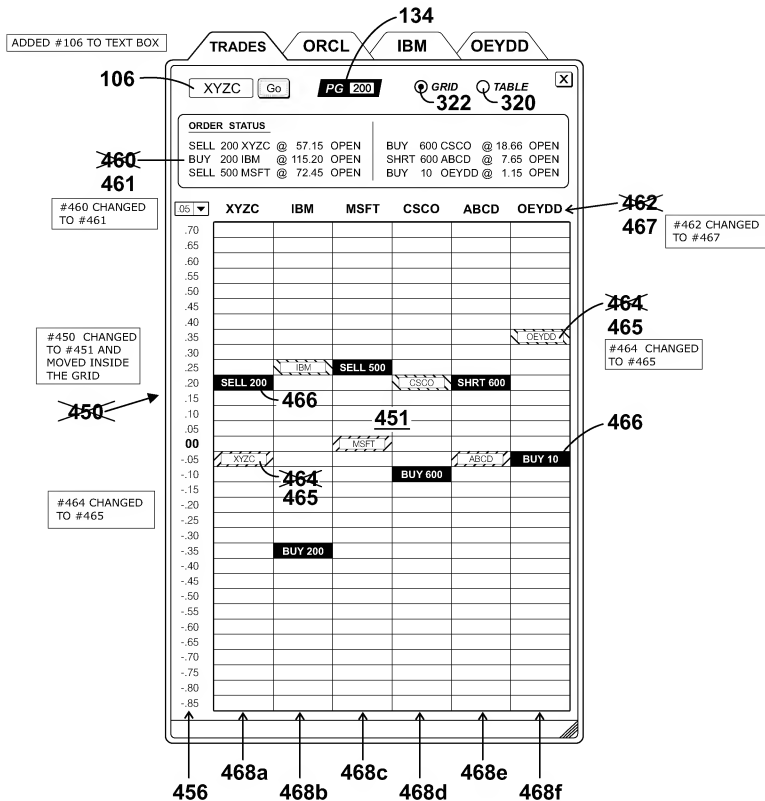 134
ADDED #106 TO TEXT BOX
TRADES ORCL IBM OEYDD
106 XYZC Go PG 200 GRID TABLE X
322 320
ORDER STATUS
SELL 200 XYZC @ 57.15 OPEN BUY 600 CSCO @ 18.66 OPEN
460 BUY 200 IBM @ 115.20 OPEN SHRT 600 ABCD @ 7.65 OPEN
SELL 500 MSFT @ 72.45 OPEN BUY 10 OEYDD @ 1.15 OPEN
461
#460 CHANGED
TO #461
.05 XYZC IBM MSFT CSCO ABCD OEYDD 462
467
#462 CHANGED
TO #467
.70
.65
.60
.55
.50
.45
.40
464
465
.35 OEYDD
#464 CHANGED
TO #465
#450 CHANGED
TO #451 AND
MOVED INSIDE
THE GRID
.30
.25 IBM SELL 500
.20 SELL 200 CSCO SHRT 600
466
.15
450
.10
451
.05
466
00 MSFT
-.05 XYZC ABCD BUY 10
-.10 BUY 600
464
465
-.15
#464 CHANGED
TO #465
-.20
-.25
-.30
-.35 BUY 200
-.40
-.45
-.50
-.55
-.60
-.65
-.70
-.75
-.80
-.85
468a 468c 468e
456 468b 468d 468f